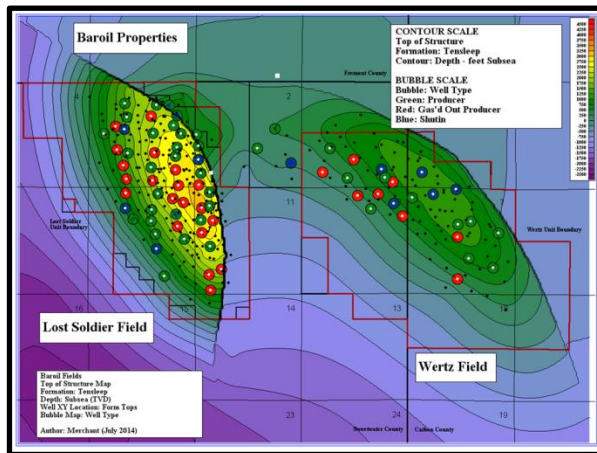 Baroil Properties
CONTOUR SCALE
Top of Structure
Formation: Tensleep
Contour: Depth - feet Subsea
BUBBLE SCALE
Bubble: Well Type
Green: Producer
Red: Gas'd Out Producer
Blue: Shutin
Fremont County
4
2
11
Lost Soldier
Unit Boundary
Wertz Unit Boundary
16
15
14
13
Lost Soldier Field
Wertz Field
Baroil Fields
Top of Structure Map
Formation: Tensleep
Depth: Subsea (TVD)
Well XY Location: Form Tops
Bubble Map: Well Type
Author: Merchant (July 2014)
23
24
19
Sweetwater County
Carbon County